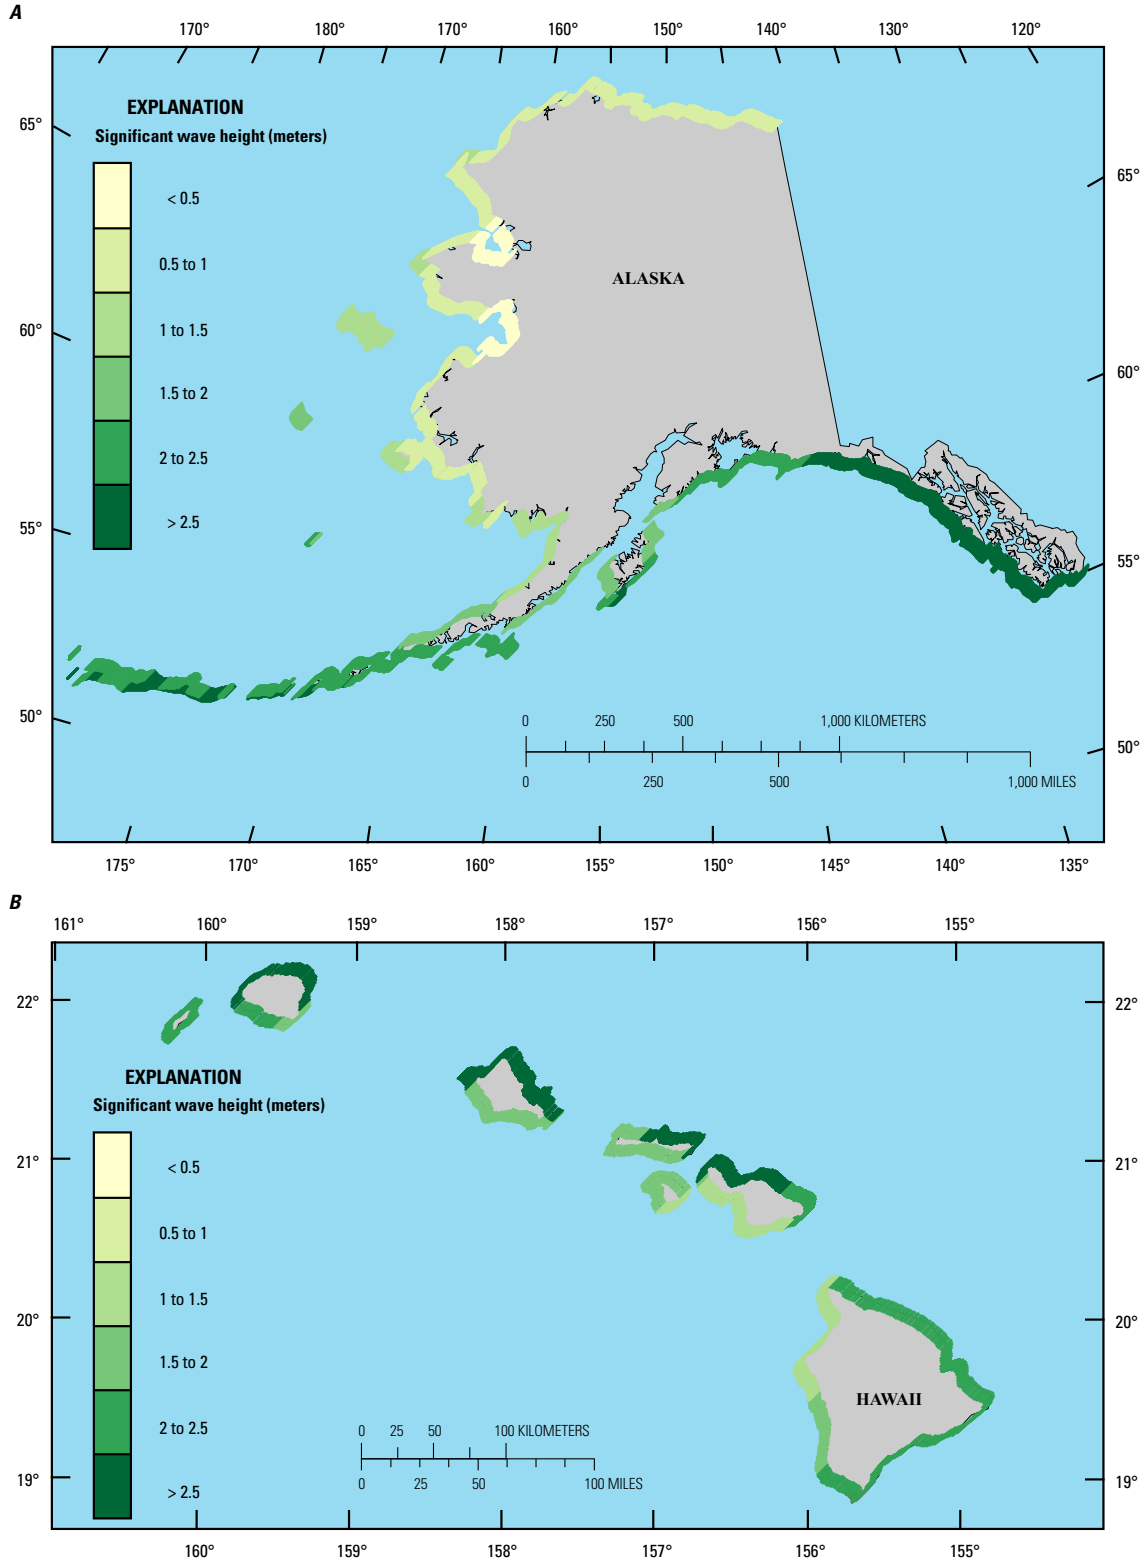 A
170° 180° 170° 160° 150° 140° 130° 120°
EXPLANATION
Significant wave height (meters)
< 0.5
0.5 to 1
1 to 1.5
1.5 to 2
2 to 2.5
> 2.5
65°
60°
55°
50°
65°
60°
55°
50°
ALASKA
0 250 500 1,000 KILOMETERS
0 250 500 1,000 MILES
175° 170° 165° 160° 155° 150° 145° 140° 135°
B
161° 160° 159° 158° 157° 156° 155°
22°
21°
20°
19°
22°
21°
20°
19°
EXPLANATION
Significant wave height (meters)
< 0.5
0.5 to 1
1 to 1.5
1.5 to 2
2 to 2.5
> 2.5
HAWAII
0 25 50 100 KILOMETERS
0 25 50 100 MILES
160° 159° 158° 157° 156° 155°